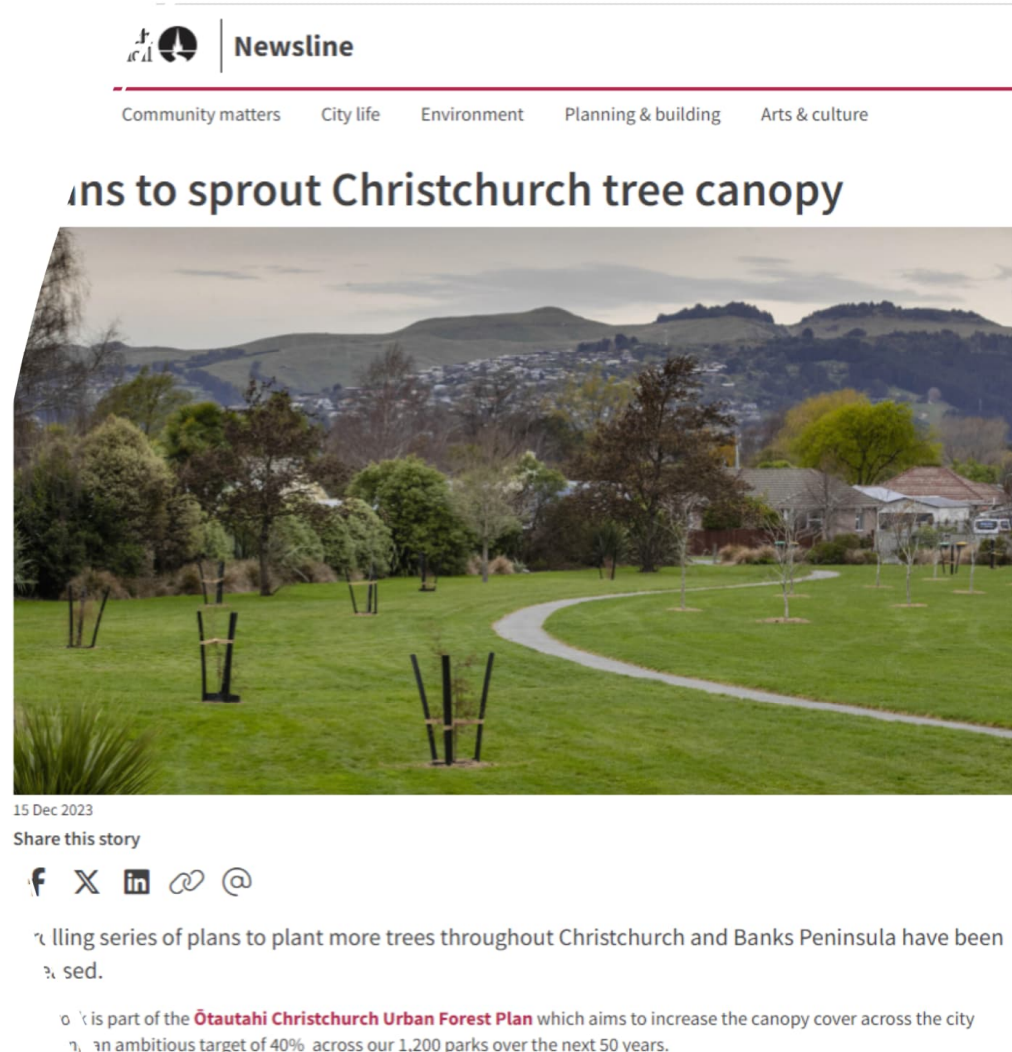 Newsline
Community matters City life Environment Planning & building Arts & culture
to sprout Christchurch tree canopy
15 Dec 2023
Share this story
series of plans to plant more trees throughout Christchurch and Banks Peninsula have been
is part of the Ōtautahi Christchurch Urban Forest Plan which aims to increase the canopy cover across the city
an ambitious target of 40% across our 1,200 parks over the next 50 years.